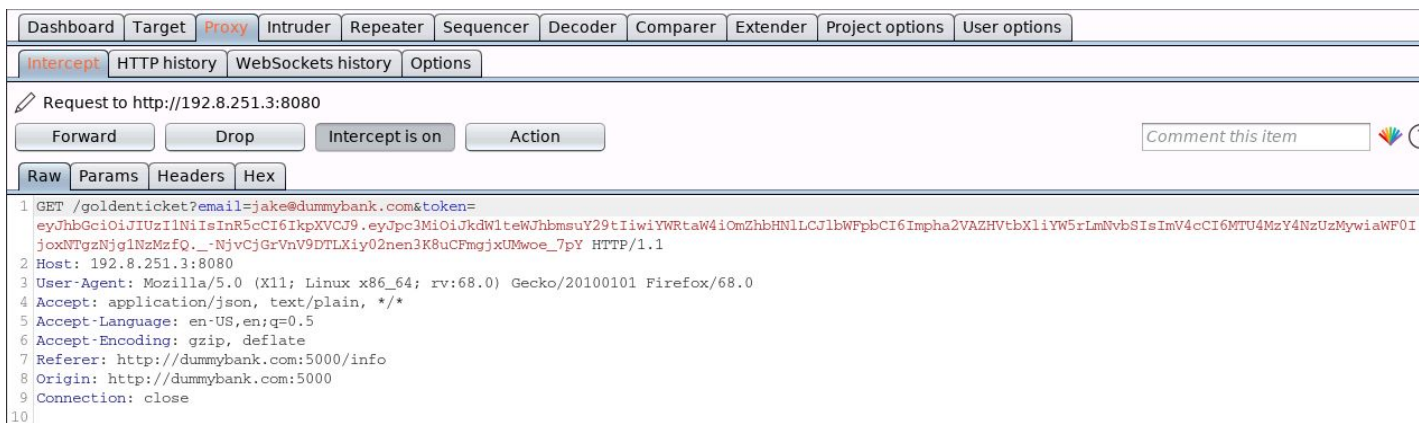 Dashboard Target Proxy Intruder Repeater Sequencer Decoder Comparer Extender Project options User options
Intercept HTTP history WebSockets history Options
Request to http://192.8.251.3:8080
Forward Drop Intercept is on Action Comment this item
Raw Params Headers Hex
1 GET /goldenticket?email=jake@dummybank.com&token=
eyJhbGciOiJIUzI1NiIsInR5cCI6IkpXVCJ9.eyJpc3MiOiJkdW1teWJhbmsuY29tIiwiYWRtaW4iOmZhbHNlLCJlbWFpbCI6Impha2VAZHVtbXliYW5rLmNvbSIsImV4cCI6MTU4MzY4NzUzMywiaWF0I
joxNTgzNjg1NzMzfQ._-NjvCjGrVnV9DTLXiy02nen3K8uCFmgjxUMwoe_7pY HTTP/1.1
2 Host: 192.8.251.3:8080
3 User-Agent: Mozilla/5.0 (X11; Linux x86_64; rv:68.0) Gecko/20100101 Firefox/68.0
4 Accept: application/json, text/plain, */*
5 Accept-Language: en-US,en;q=0.5
6 Accept-Encoding: gzip, deflate
7 Referer: http://dummybank.com:5000/info
8 Origin: http://dummybank.com:5000
9 Connection: close
10